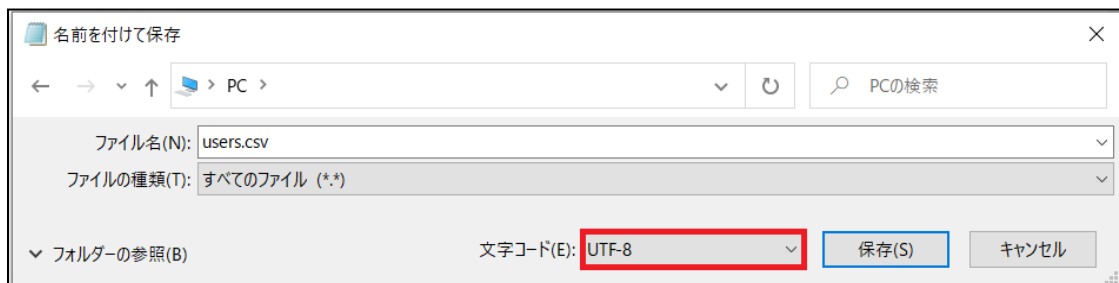 名前を付けて保存
PC
PCの検索
ファイル名(N): users.csv
ファイルの種類(T): すべてのファイル (*.*)
フォルダーの参照(B)
文字コード(E): UTF-8
保存(S)
キャンセル